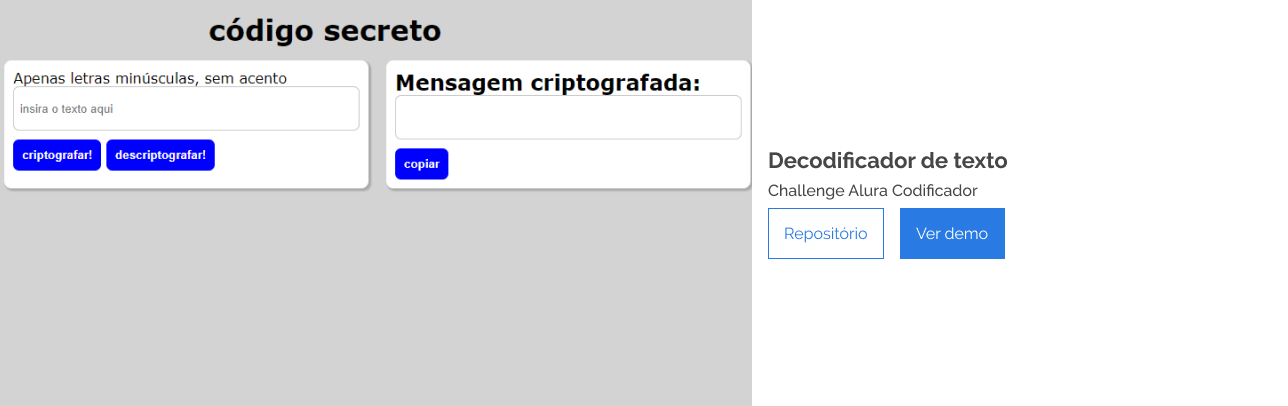 código secreto
Apenas letras minúsculas, sem acento
insira o texto aqui
criptografar!
descriptografar!
Mensagem criptografada:
copiar
Decodificador de texto
Challenge Alura Codificador
Repositório
Ver demo